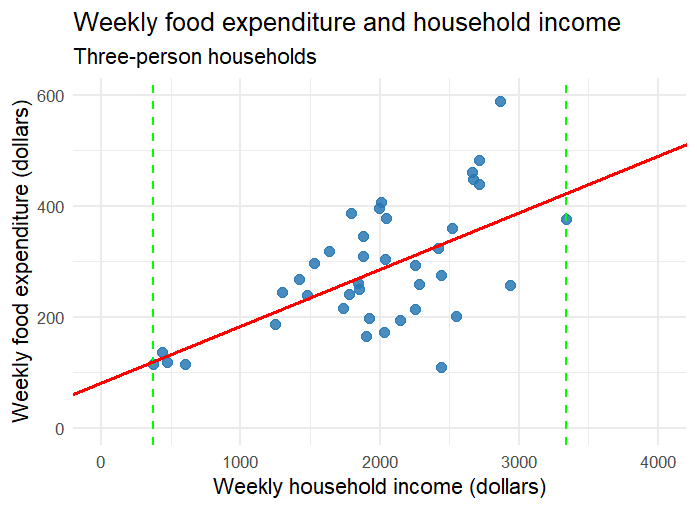 Weekly food expenditure and household income
Three-person households
Weekly food expenditure (dollars)
600
400
200
0
0 1000 2000 3000 4000
Weekly household income (dollars)